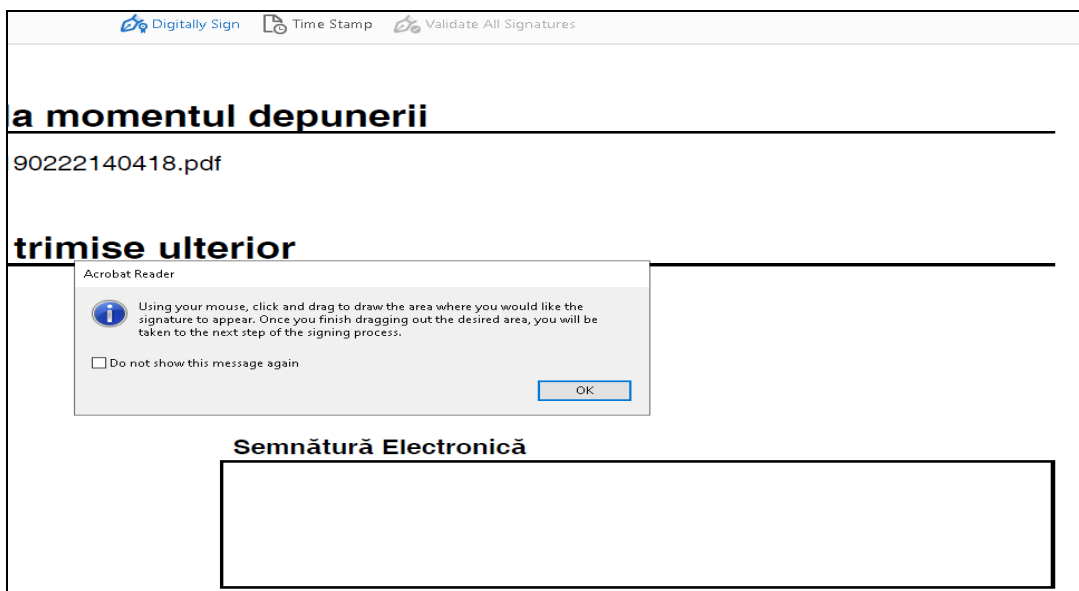 Digitally Sign Time Stamp Validate All Signatures
la momentul depunerii
90222140418.pdf
trimise ulterior
Acrobat Reader
Using your mouse, click and drag to draw the area where you would like the
signature to appear. Once you finish dragging out the desired area, you will be
taken to the next step of the signing process.
Do not show this message again
OK
Semnătură Electronică